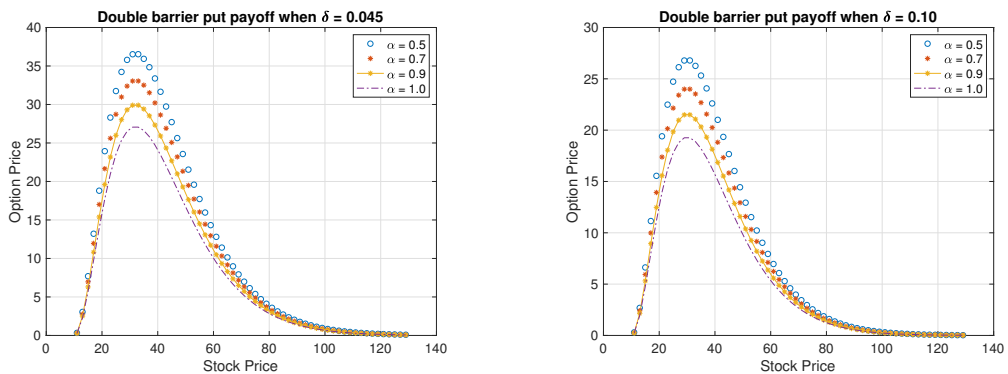 Double barrier put payoff when δ = 0.045
40
35
30
25
20
15
10
5
0
0 20 40 60 80 100 120 140
Option Price
Stock Price
α = 0.5
α = 0.7
α = 0.9
α = 1.0
Double barrier put payoff when δ = 0.10
30
25
20
15
10
5
0
0 20 40 60 80 100 120 140
Option Price
Stock Price
α = 0.5
α = 0.7
α = 0.9
α = 1.0